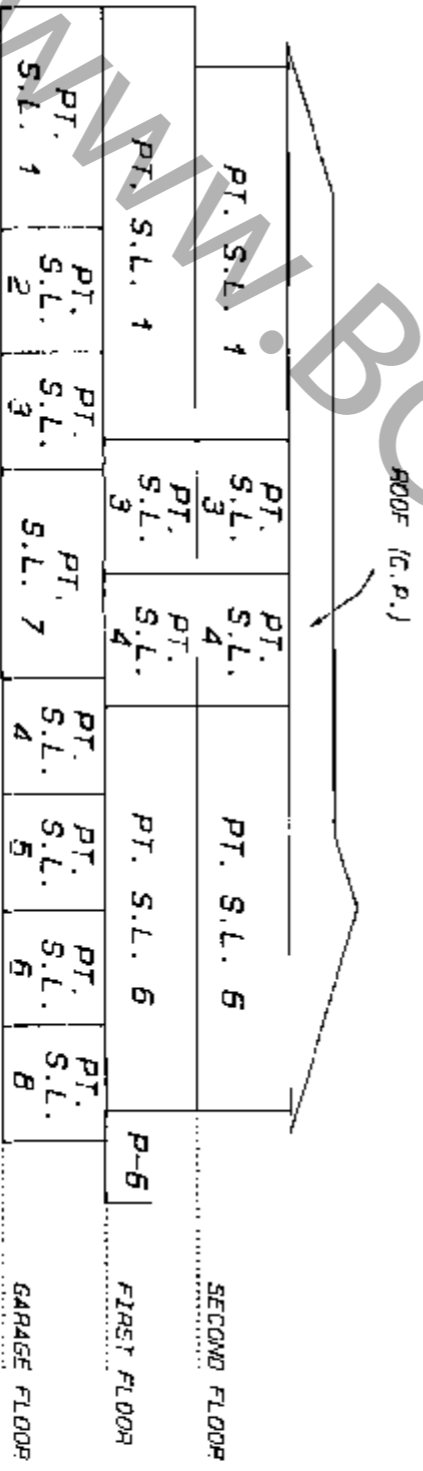 ROOF (C.P.)
PT. S.L. 1
PT.
S.L.
3
PT.
S.L.
4
PT. S.L. 6
SECOND FLOOR
PT. S.L. 1
PT.
S.L.
3
PT.
S.L.
4
PT. S.L. 6
P-6
FIRST FLOOR
PT.
S.L. 1
PT.
S.L.
2
PT.
S.L.
3
PT.
S.L. 7
PT.
S.L.
4
PT.
S.L.
5
PT.
S.L.
6
PT.
S.L.
8
GARAGE FLOOR
www.BC